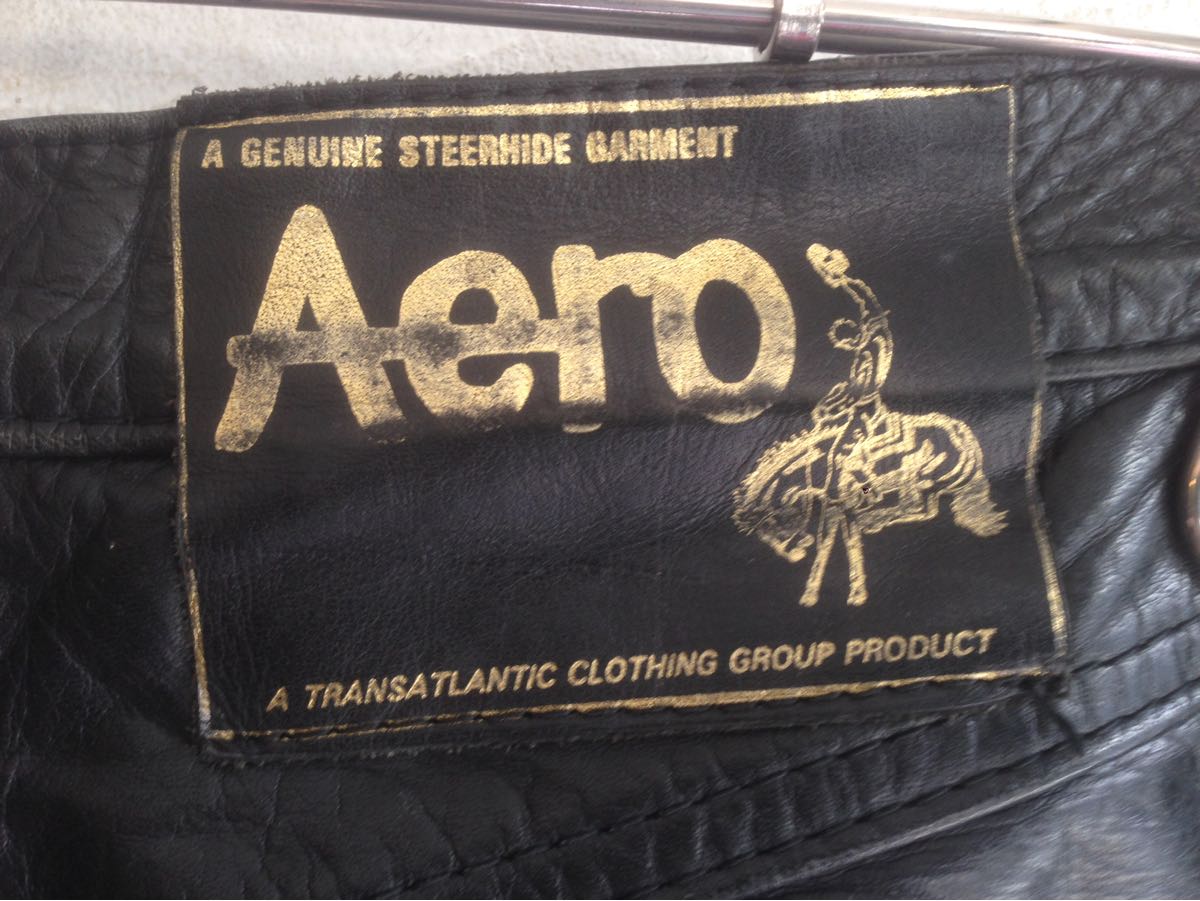 A GENUINE STEERHIDE GARMENT
Aero
A TRANSATLANTIC CLOTHING GROUP PRODUCT